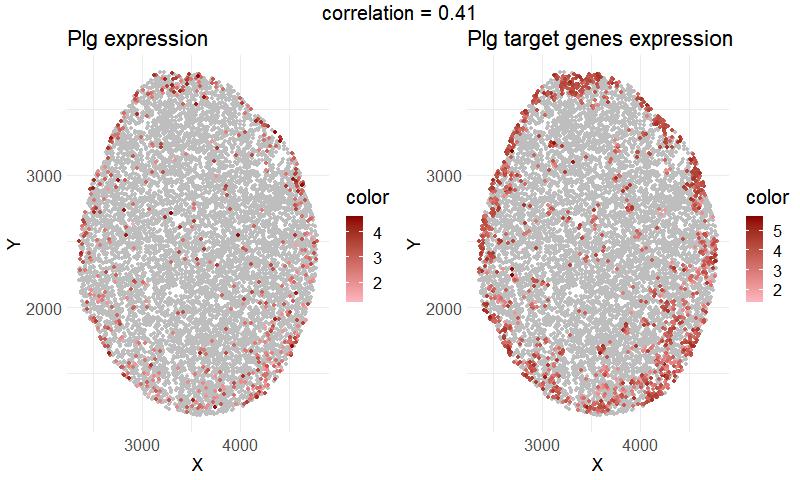 correlation = 0.41
Plg expression
Plg target genes expression
Y
3000
2000
3000
4000
X
color
4
3
2
Y
3000
2000
3000
4000
X
color
5
4
3
2